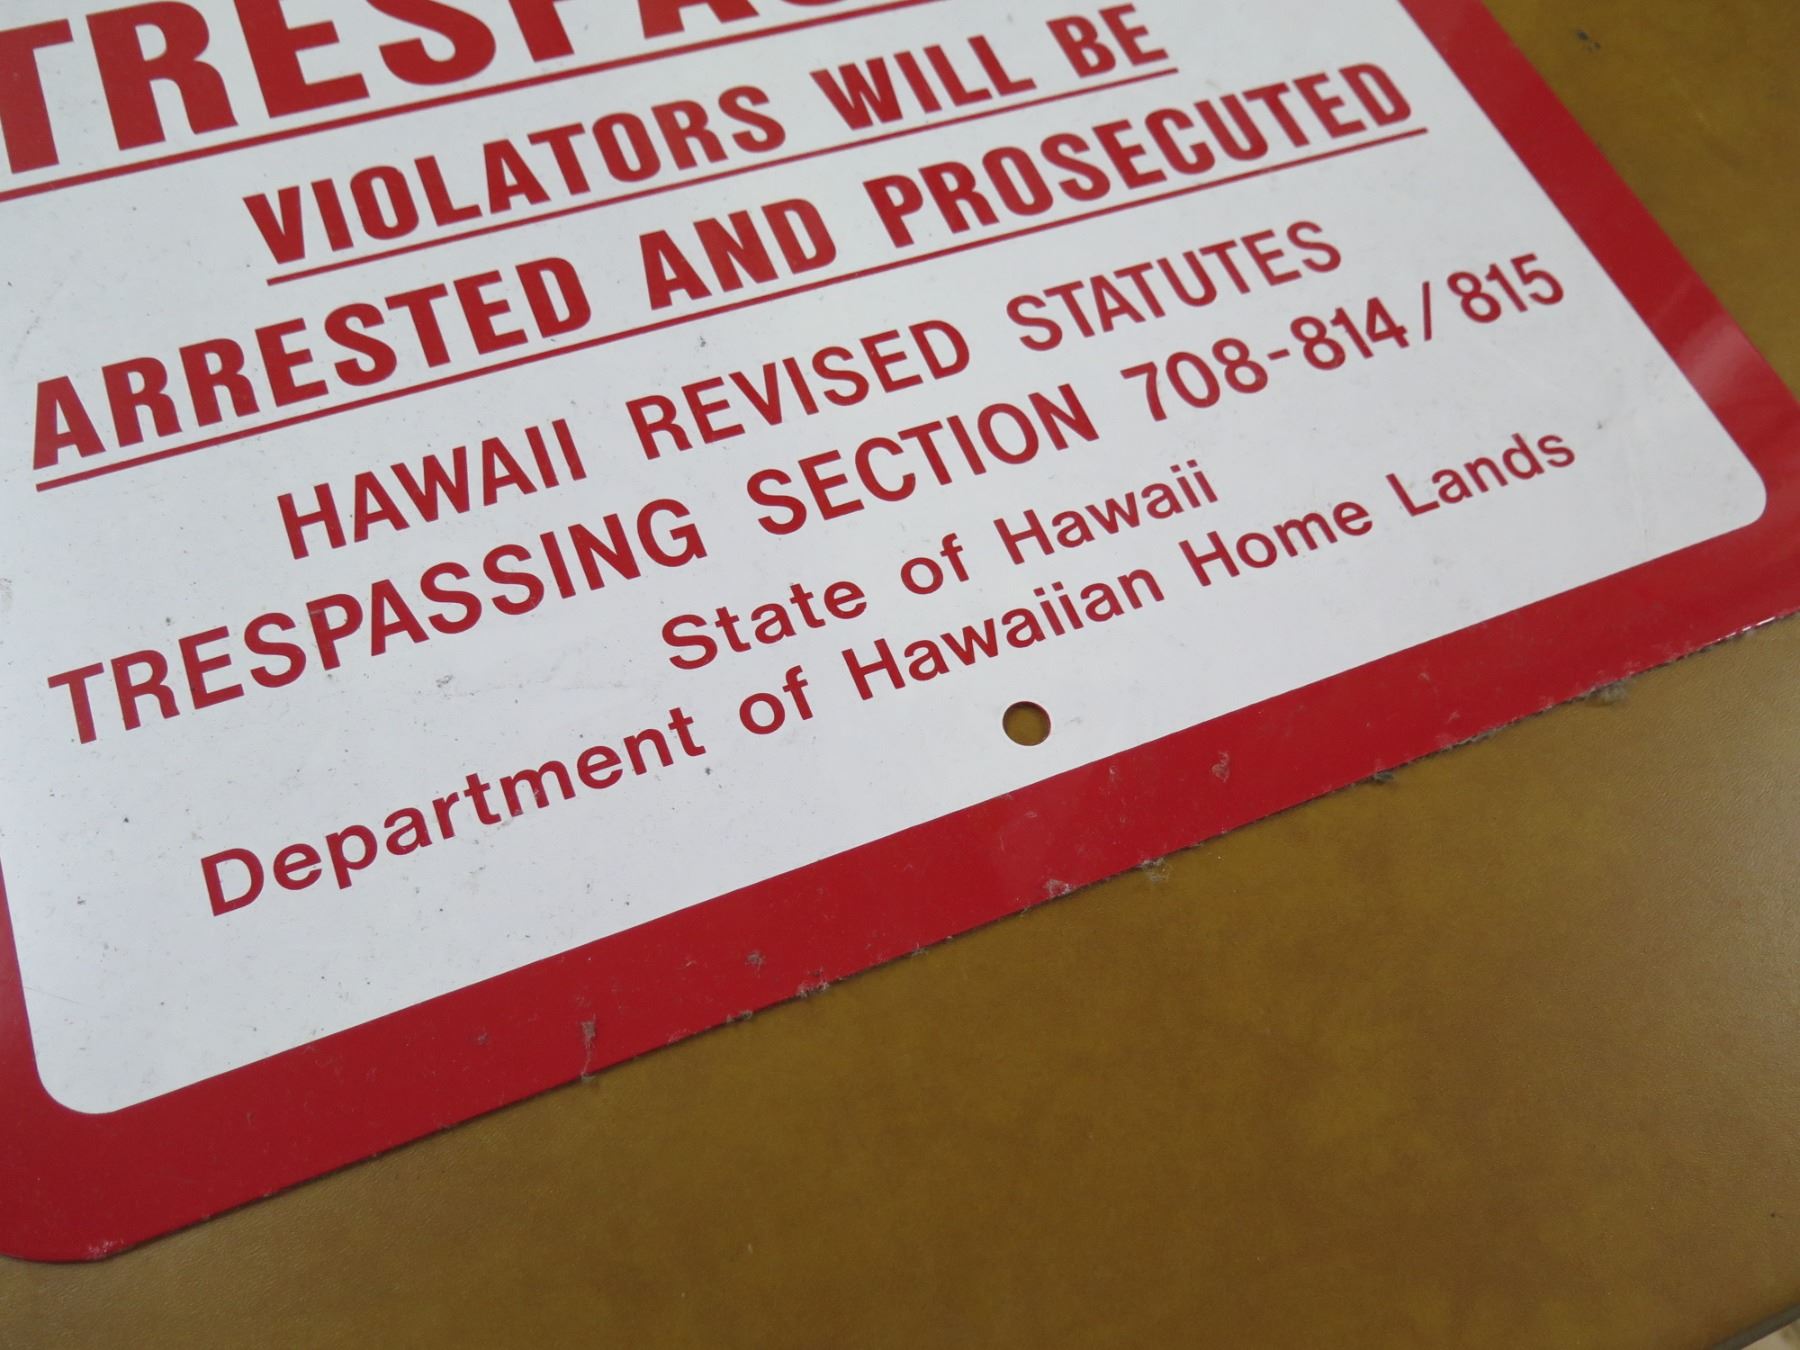 VIOLATORS WILL BE
ARRESTED AND PROSECUTED
HAWAII REVISED STATUTES
TRESPASSING SECTION 708-814/815
State of Hawaii
Department of Hawaiian Home Lands